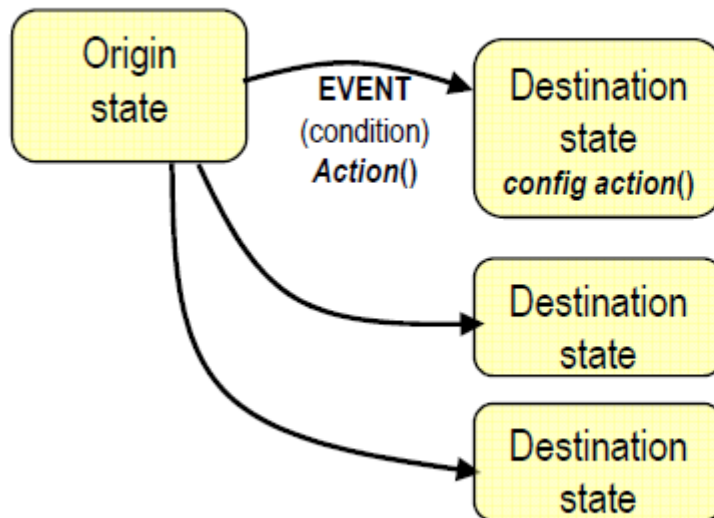 Origin
state
EVENT
(condition)
Action()
Destination
state
config action()
Destination
state
Destination
state